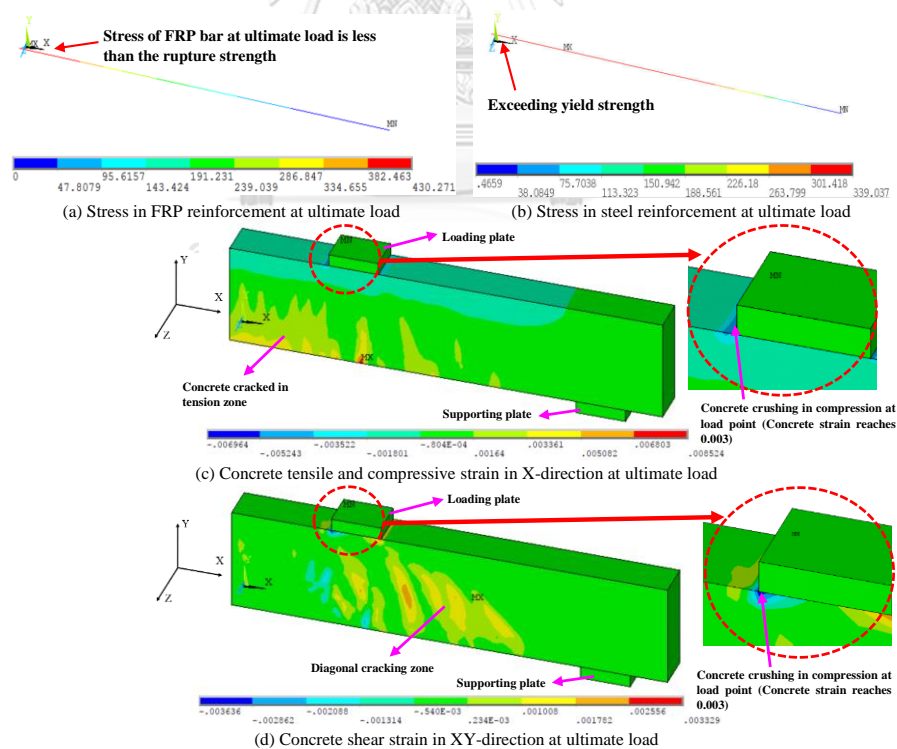 Y
MX X
Z
Stress of FRP bar at ultimate load is less
than the rupture strength
MN
0
95.6157
191.231
286.847
382.463
47.8079
143.424
239.039
334.655
430.271
(a) Stress in FRP reinforcement at ultimate load
Y
X
Z
MX
Exceeding yield strength
MN
.4659
75.7038
150.942
226.18
301.418
38.0849
113.323
188.561
263.799
339.037
(b) Stress in steel reinforcement at ultimate load
MN
Loading plate
MN
Y
X
Z
X
MX
Concrete cracked in
tension zone
Supporting plate
Concrete crushing in compression at
load point (Concrete strain reaches
0.003)
-.006964
-.003522
-.804E-04
.003361
.006803
-.005243
-.001801
.00164
.005082
.008524
(c) Concrete tensile and compressive strain in X-direction at ultimate load
MN
Loading plate
MN
Y
X
Z
X
MX
Diagonal cracking zone
Supporting plate
Concrete crushing in compression at
load point (Concrete strain reaches
0.003)
-.003636
-.002088
-.540E-03
.001008
.002556
-.002862
-.001314
.234E-03
.001782
.003329
(d) Concrete shear strain in XY-direction at ultimate load